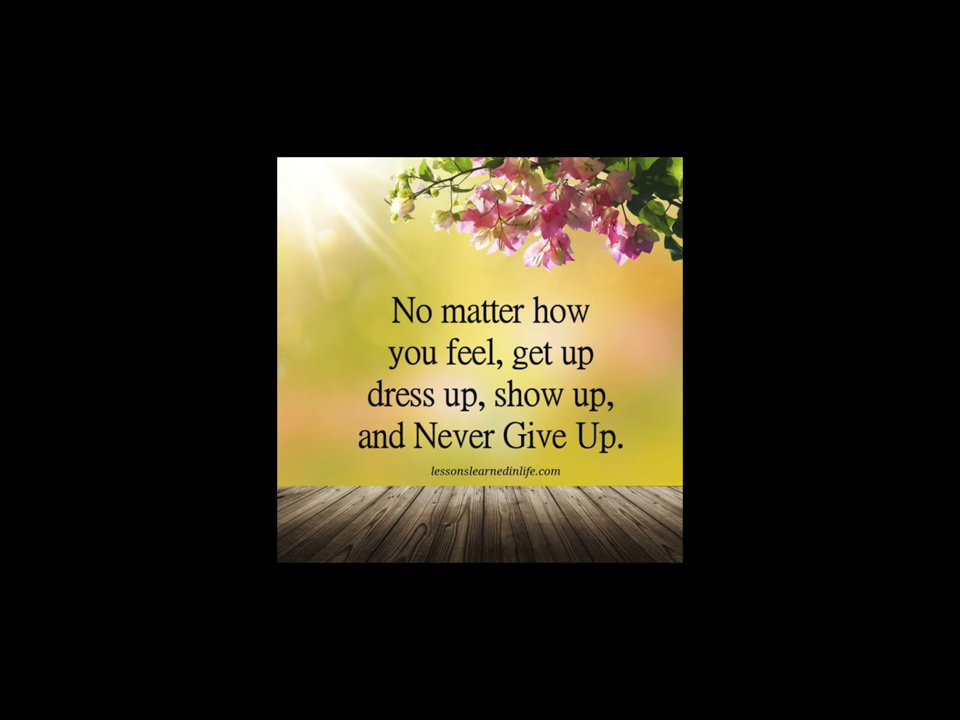 No matter how
you feel, get up
dress up, show up,
and Never Give Up.
lessonslearnedinlife.com